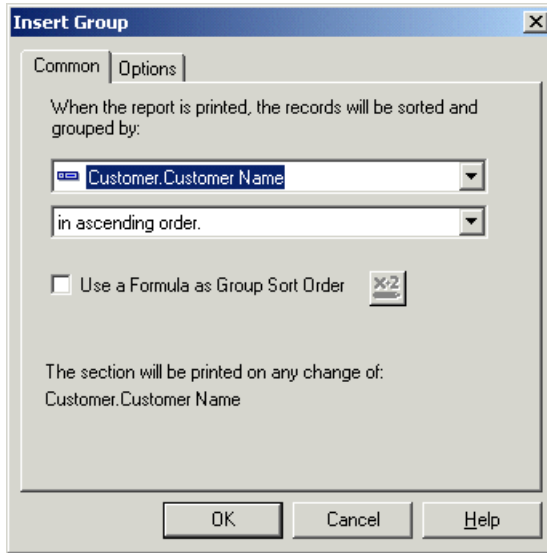 Insert Group
Common
Options
When the report is printed, the records will be sorted and
grouped by:
Customer.Customer Name
in ascending order.
Use a Formula as Group Sort Order
X+2
The section will be printed on any change of:
Customer.Customer Name
OK
Cancel
Help